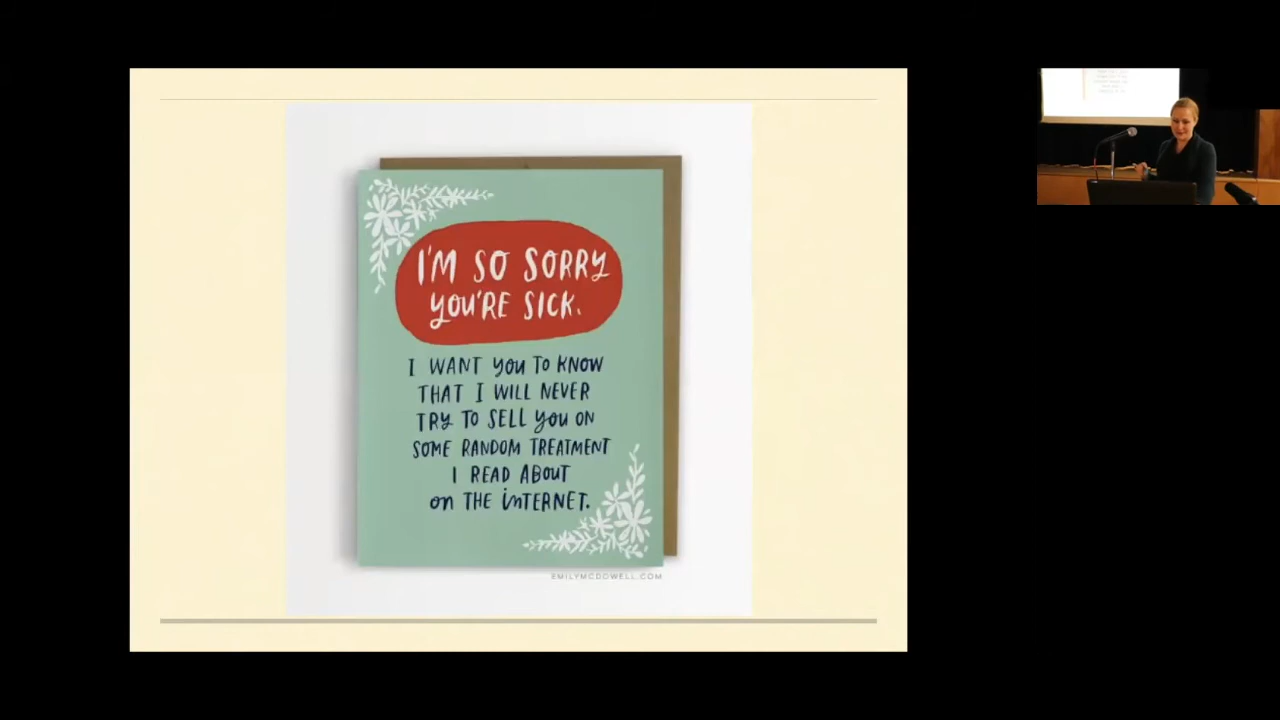 I'M SO SORRY
YOU'RE SICK.
I WANT YOU TO KNOW
THAT I WILL NEVER
TRY TO SELL YOU ON
SOME RANDOM TREATMENT
I READ ABOUT
on THE inTERNET.
EMILYMCDOWELL.COM